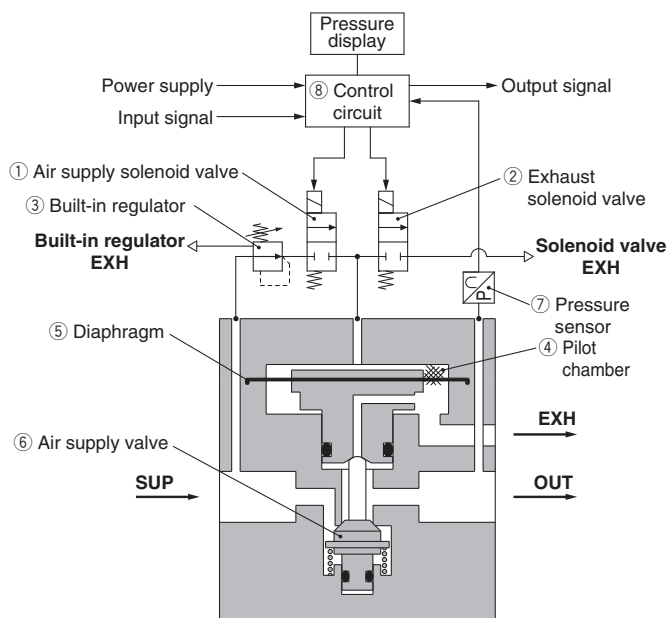 Pressure
display
Power supply
Input signal
⑧ Control
circuit
Output signal
① Air supply solenoid valve
② Exhaust
solenoid valve
③ Built-in regulator
Built-in regulator
EXH
Solenoid valve
EXH
P
⑦ Pressure
sensor
⑤ Diaphragm
④ Pilot
chamber
EXH
⑥ Air supply valve
SUP
OUT